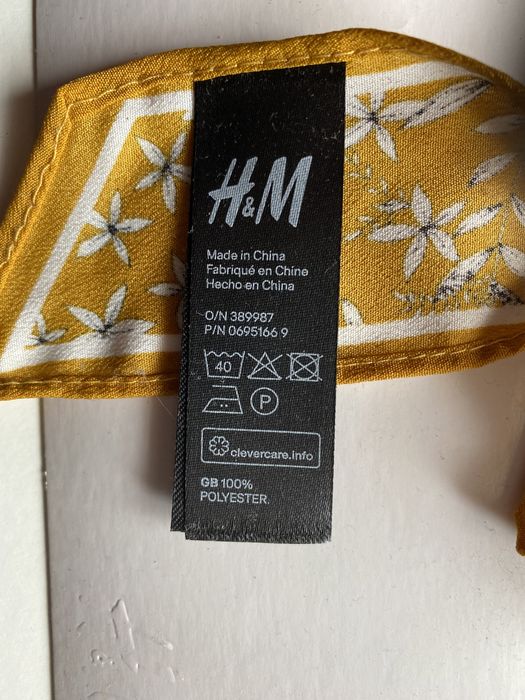 H&M
Made in China
Fabriqué en Chine
Hecho en China
O/N 389987
P/N 0695166 9
40
P
clevercare.info
GB 100%
POLYESTER.